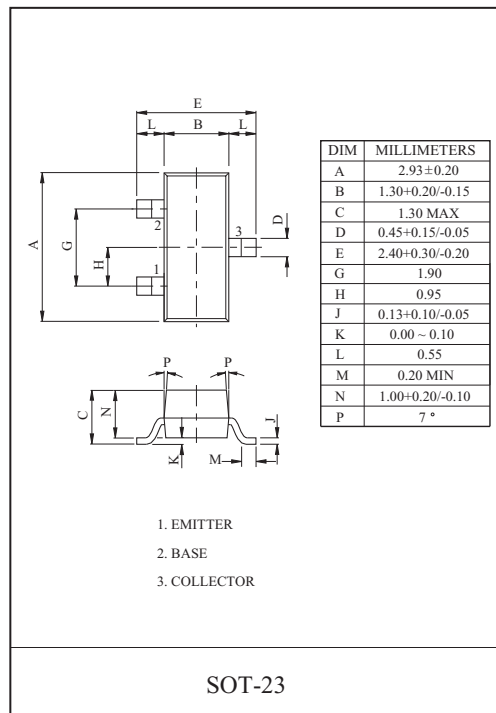 E
L B L
A
G
H
2
1
3
D
DIM MILLIMETERS
A 2.93±0.20
B 1.30+0.20/-0.15
C 1.30 MAX
D 0.45+0.15/-0.05
E 2.40+0.30/-0.20
G 1.90
H 0.95
J 0.13+0.10/-0.05
K 0.00 ~ 0.10
L 0.55
M 0.20 MIN
N 1.00+0.20/-0.10
P 7 °
P P
C
N
K
M
J
1. EMITTER
2. BASE
3. COLLECTOR
SOT-23